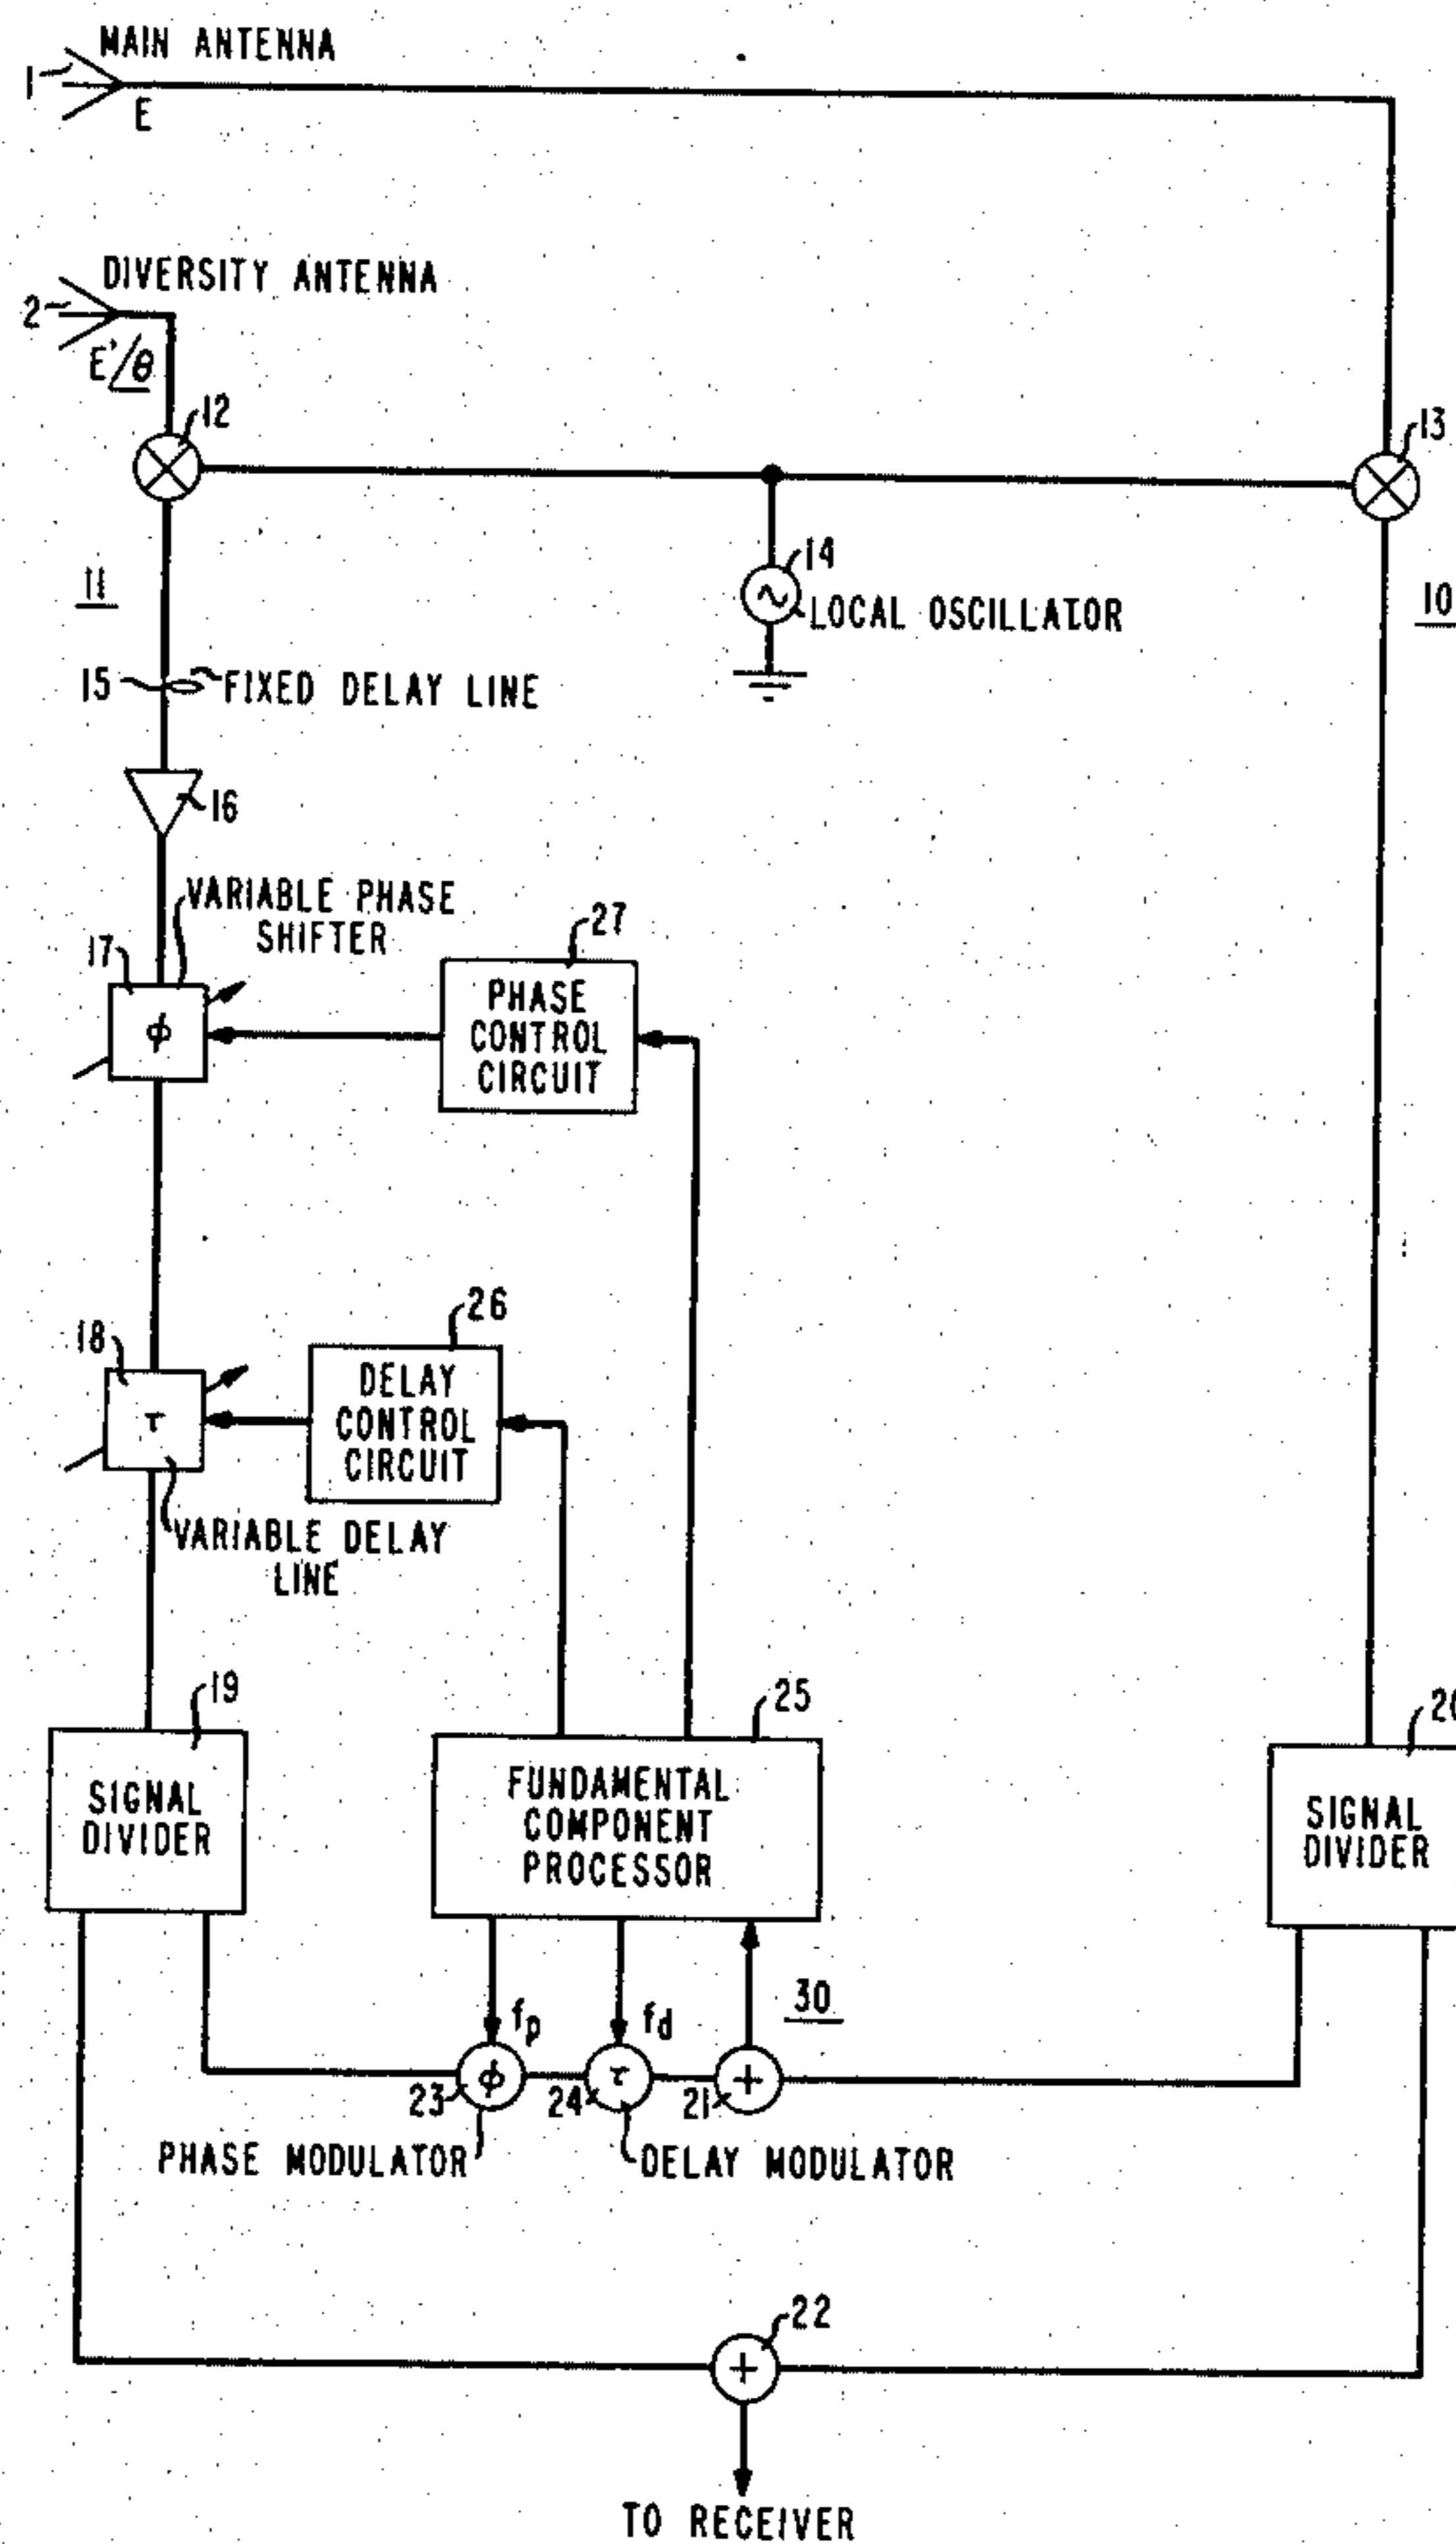 MAIN ANTENNA
1
E
DIVERSITY ANTENNA
2
E'/θ
12
13
14
LOCAL OSCILLATOR
11
10
15
FIXED DELAY LINE
16
VARIABLE PHASE
SHIFTER
17
ϕ
27
PHASE
CONTROL
CIRCUIT
18
τ
26
DELAY
CONTROL
CIRCUIT
VARIABLE DELAY
LINE
19
SIGNAL
DIVIDER
25
FUNDAMENTAL
COMPONENT
PROCESSOR
20
SIGNAL
DIVIDER
30
fp
fd
23
ϕ
24
τ
21
+
PHASE MODULATOR
DELAY MODULATOR
22
+
TO RECEIVER